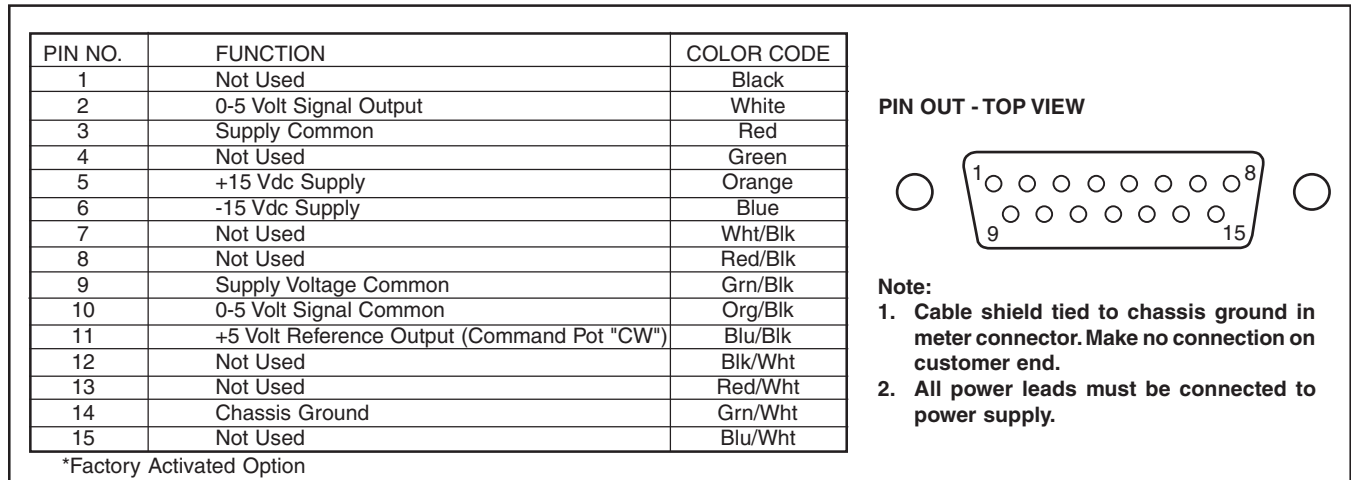 PIN NO. FUNCTION COLOR CODE
1 Not Used Black
2 0-5 Volt Signal Output White
3 Supply Common Red
4 Not Used Green
5 +15 Vdc Supply Orange
6 -15 Vdc Supply Blue
7 Not Used Wht/Blk
8 Not Used Red/Blk
9 Supply Voltage Common Grn/Blk
10 0-5 Volt Signal Common Org/Blk
11 +5 Volt Reference Output (Command Pot "CW") Blu/Blk
12 Not Used Blk/Wht
13 Not Used Red/Wht
14 Chassis Ground Grn/Wht
15 Not Used Blu/Wht
*Factory Activated Option
PIN OUT - TOP VIEW
1 8
9 15
Note:
1. Cable shield tied to chassis ground in
meter connector. Make no connection on
customer end.
2. All power leads must be connected to
power supply.